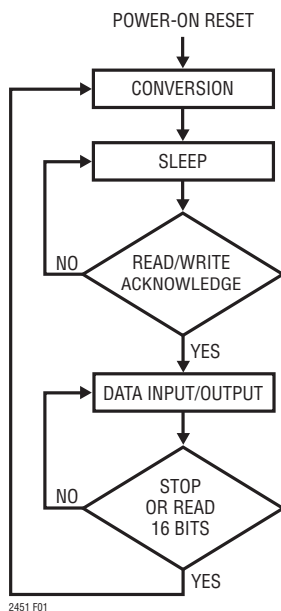 POWER-ON RESET
CONVERSION
SLEEP
NO
READ/WRITE
ACKNOWLEDGE
YES
DATA INPUT/OUTPUT
NO
STOP
OR READ
16 BITS
YES
2451 F01